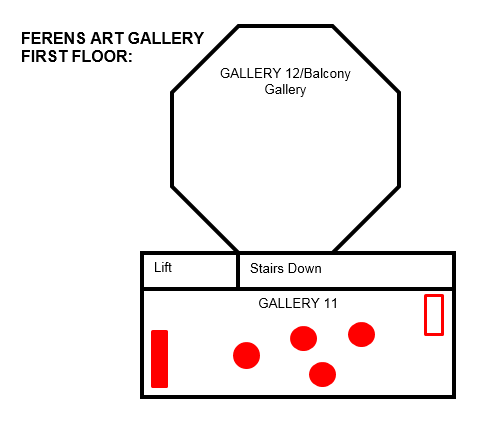 FERENS ART GALLERY
FIRST FLOOR:
GALLERY 12/Balcony
Gallery
Lift
Stairs Down
GALLERY 11